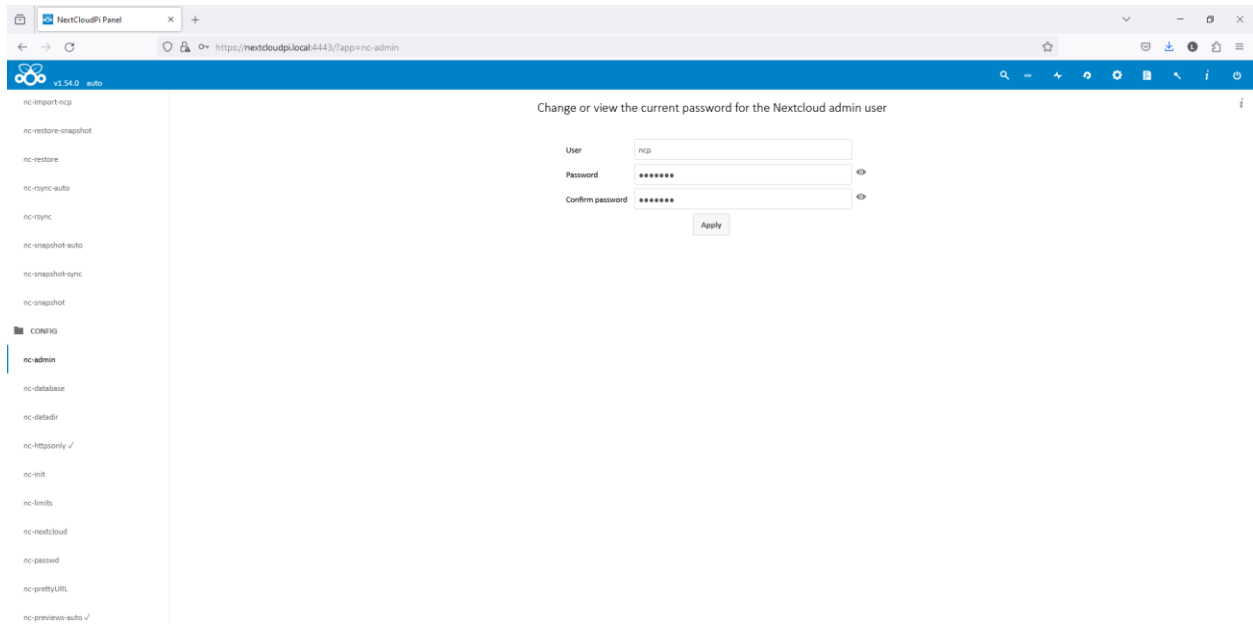 NextCloudPi Panel
https://nextcloudpi.local:4443/?app=nc-admin
v1.54.0 auto
nc-import-ncp
nc-restore-snapshot
nc-restore
nc-rsync-auto
nc-rsync
nc-snapshot-auto
nc-snapshot-sync
nc-snapshot
CONFIG
nc-admin
nc-database
nc-datadir
nc-httpsonly ✓
nc-init
nc-limits
nc-nextcloud
nc-passwd
nc-prettyURL
nc-previews-auto ✓
Change or view the current password for the Nextcloud admin user
User ncp
Password •••••••
Confirm password •••••••
Apply